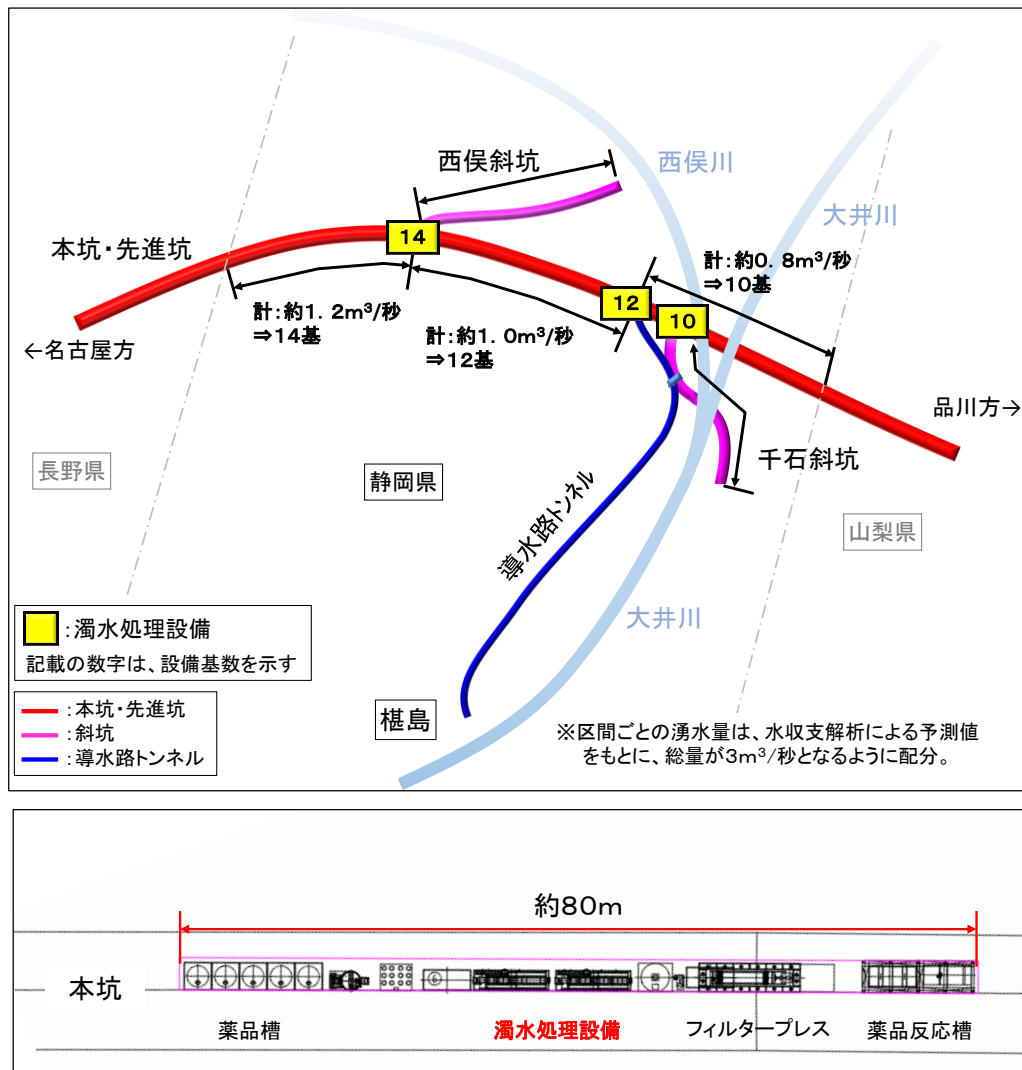 西俣斜坑
西俣川
大井川
本坑・先進坑
14
計:約0.8m³/秒
⇒10基
12
10
計:約1.2m³/秒
⇒14基
計:約1.0m³/秒
⇒12基
←名古屋方
品川方→
千石斜坑
長野県
静岡県
山梨県
導水路トンネル
大井川
:濁水処理設備
記載の数字は、設備基数を示す
:本坑・先進坑
:斜坑
:導水路トンネル
椹島
※区間ごとの湧水量は、水収支解析による予測値
をもとに、総量が3m³/秒となるように配分。
約80m
本坑
薬品槽
濁水処理設備
フィルタープレス
薬品反応槽